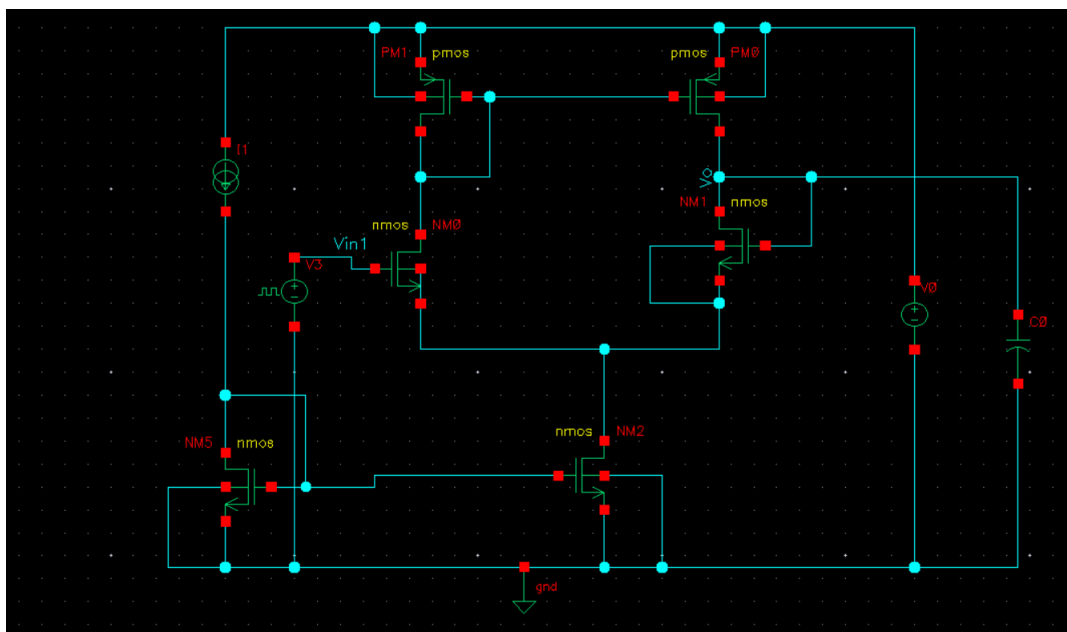 PM1
pmos
pmos
PM0
I1
Vo
NM1
nmos
nmos
NM0
Vin1
V3
V0
C0
NM5
nmos
nmos
NM2
gnd